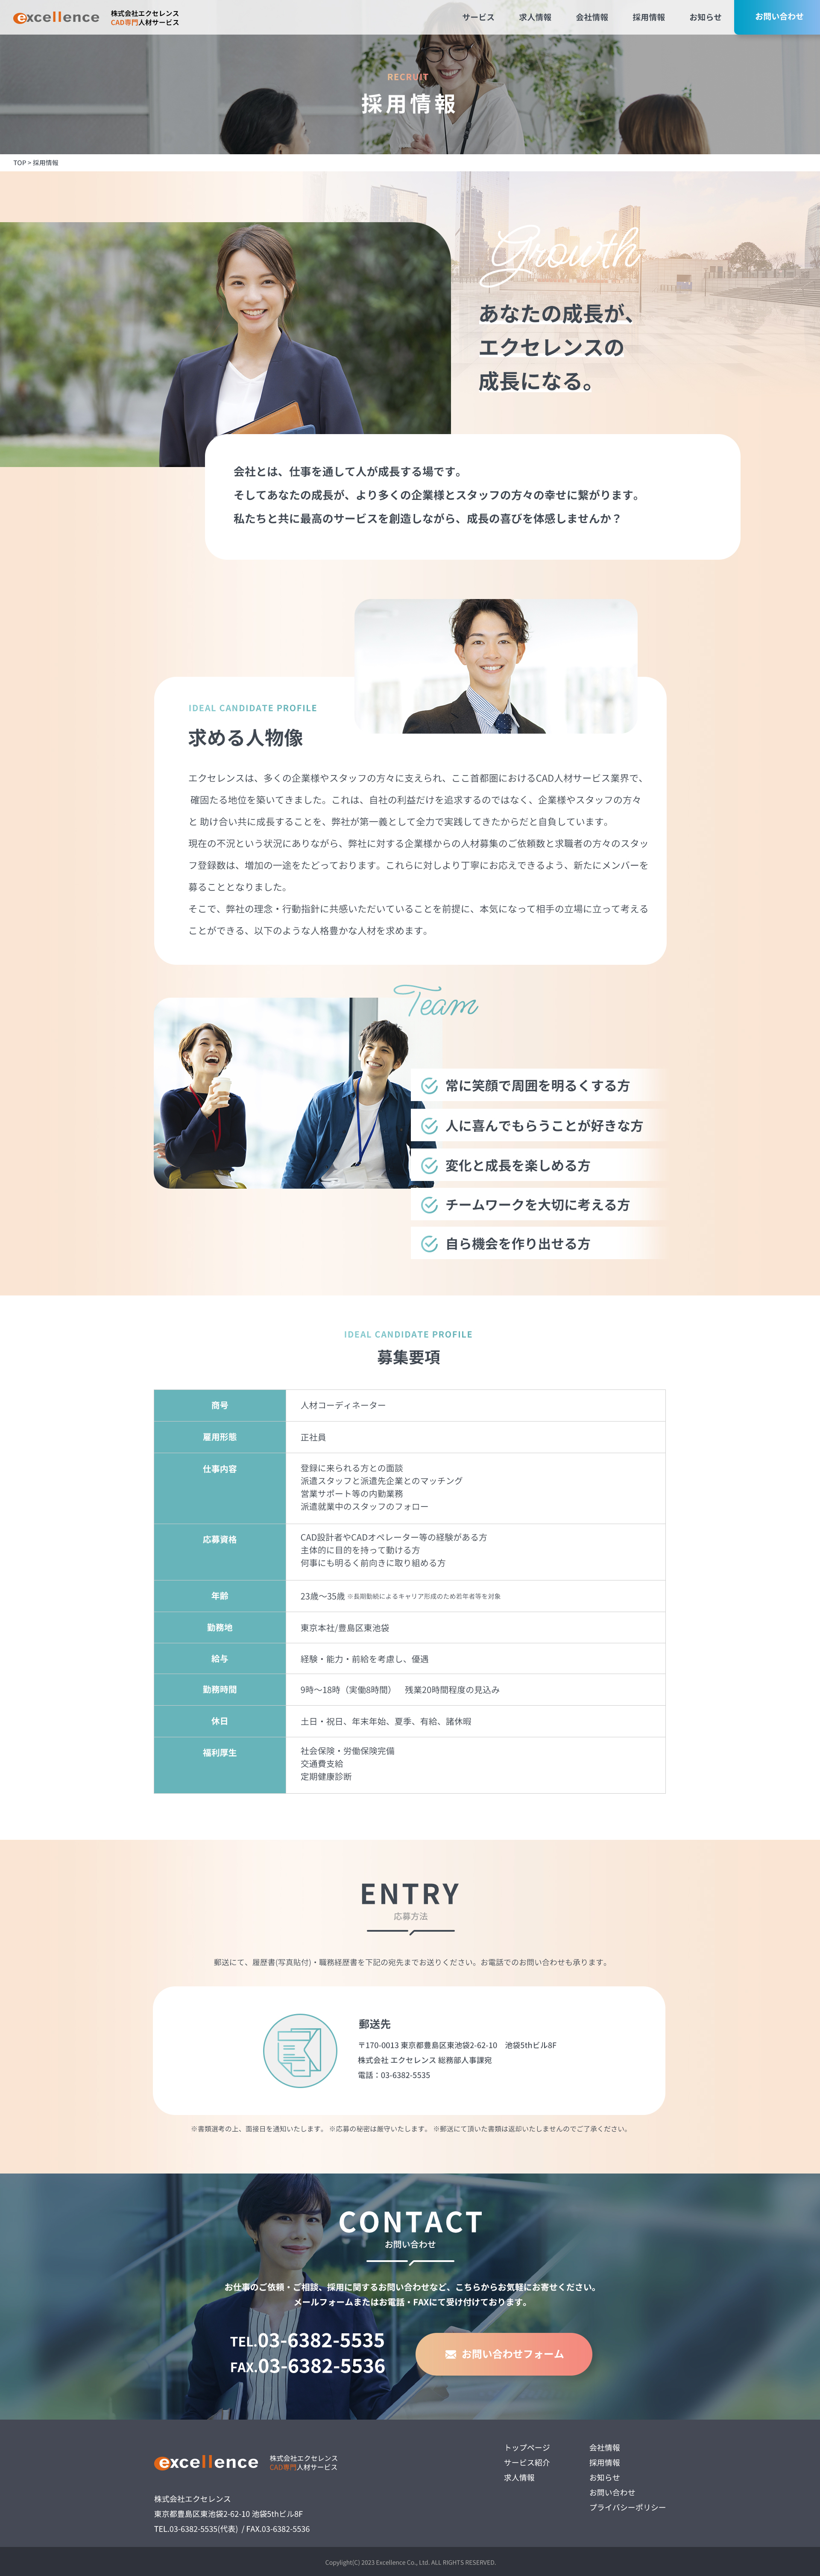 excellence
株式会社エクセレンス
CAD専門人材サービス
サービス
求人情報
会社情報
採用情報
お知らせ
お問い合わせ
RECRUIT
採用情報
TOP > 採用情報
Growth
あなたの成長が、
エクセレンスの
成長になる。
会社とは、仕事を通して人が成長する場です。
そしてあなたの成長が、より多くの企業様とスタッフの方々の幸せに繋がります。
私たちと共に最高のサービスを創造しながら、成長の喜びを体感しませんか？
IDEAL CANDIDATE PROFILE
求める人物像
エクセレンスは、多くの企業様やスタッフの方々に支えられ、ここ首都圏におけるCAD人材サービス業界で、
確固たる地位を築いてきました。これは、自社の利益だけを追求するのではなく、企業様やスタッフの方々
と 助け合い共に成長することを、弊社が第一義として全力で実践してきたからだと自負しています。
現在の不況という状況にありながら、弊社に対する企業様からの人材募集のご依頼数と求職者の方々のスタッ
フ登録数は、増加の一途をたどっております。これらに対しより丁寧にお応えできるよう、新たにメンバーを
募ることとなりました。
そこで、弊社の理念・行動指針に共感いただいていることを前提に、本気になって相手の立場に立って考える
ことができる、以下のような人格豊かな人材を求めます。
Team
常に笑顔で周囲を明るくする方
人に喜んでもらうことが好きな方
変化と成長を楽しめる方
チームワークを大切に考える方
自ら機会を作り出せる方
IDEAL CANDIDATE PROFILE
募集要項
商号
人材コーディネーター
雇用形態
正社員
仕事内容
登録に来られる方との面談
派遣スタッフと派遣先企業とのマッチング
営業サポート等の内勤業務
派遣就業中のスタッフのフォロー
応募資格
CAD設計者やCADオペレーター等の経験がある方
主体的に目的を持って動ける方
何事にも明るく前向きに取り組める方
年齢
23歳～35歳 ※長期勤続によるキャリア形成のため若年者等を対象
勤務地
東京本社/豊島区東池袋
給与
経験・能力・前給を考慮し、優遇
勤務時間
9時～18時（実働8時間）　残業20時間程度の見込み
休日
土日・祝日、年末年始、夏季、有給、諸休暇
福利厚生
社会保険・労働保険完備
交通費支給
定期健康診断
ENTRY
応募方法
郵送にて、履歴書(写真貼付)・職務経歴書を下記の宛先までお送りください。お電話でのお問い合わせも承ります。
郵送先
〒170-0013 東京都豊島区東池袋2-62-10　池袋5thビル8F
株式会社 エクセレンス 総務部人事課宛
電話：03-6382-5535
※書類選考の上、面接日を通知いたします。 ※応募の秘密は厳守いたします。 ※郵送にて頂いた書類は返却いたしませんのでご了承ください。
CONTACT
お問い合わせ
お仕事のご依頼・ご相談、採用に関するお問い合わせなど、こちらからお気軽にお寄せください。
メールフォームまたはお電話・FAXにて受け付けております。
TEL.03-6382-5535
FAX.03-6382-5536
お問い合わせフォーム
excellence
株式会社エクセレンス
CAD専門人材サービス
株式会社エクセレンス
東京都豊島区東池袋2-62-10 池袋5thビル8F
TEL.03-6382-5535(代表) / FAX.03-6382-5536
トップページ
サービス紹介
求人情報
会社情報
採用情報
お知らせ
お問い合わせ
プライバシーポリシー
Copylight(C) 2023 Excellence Co., Ltd. ALL RIGHTS RESERVED.